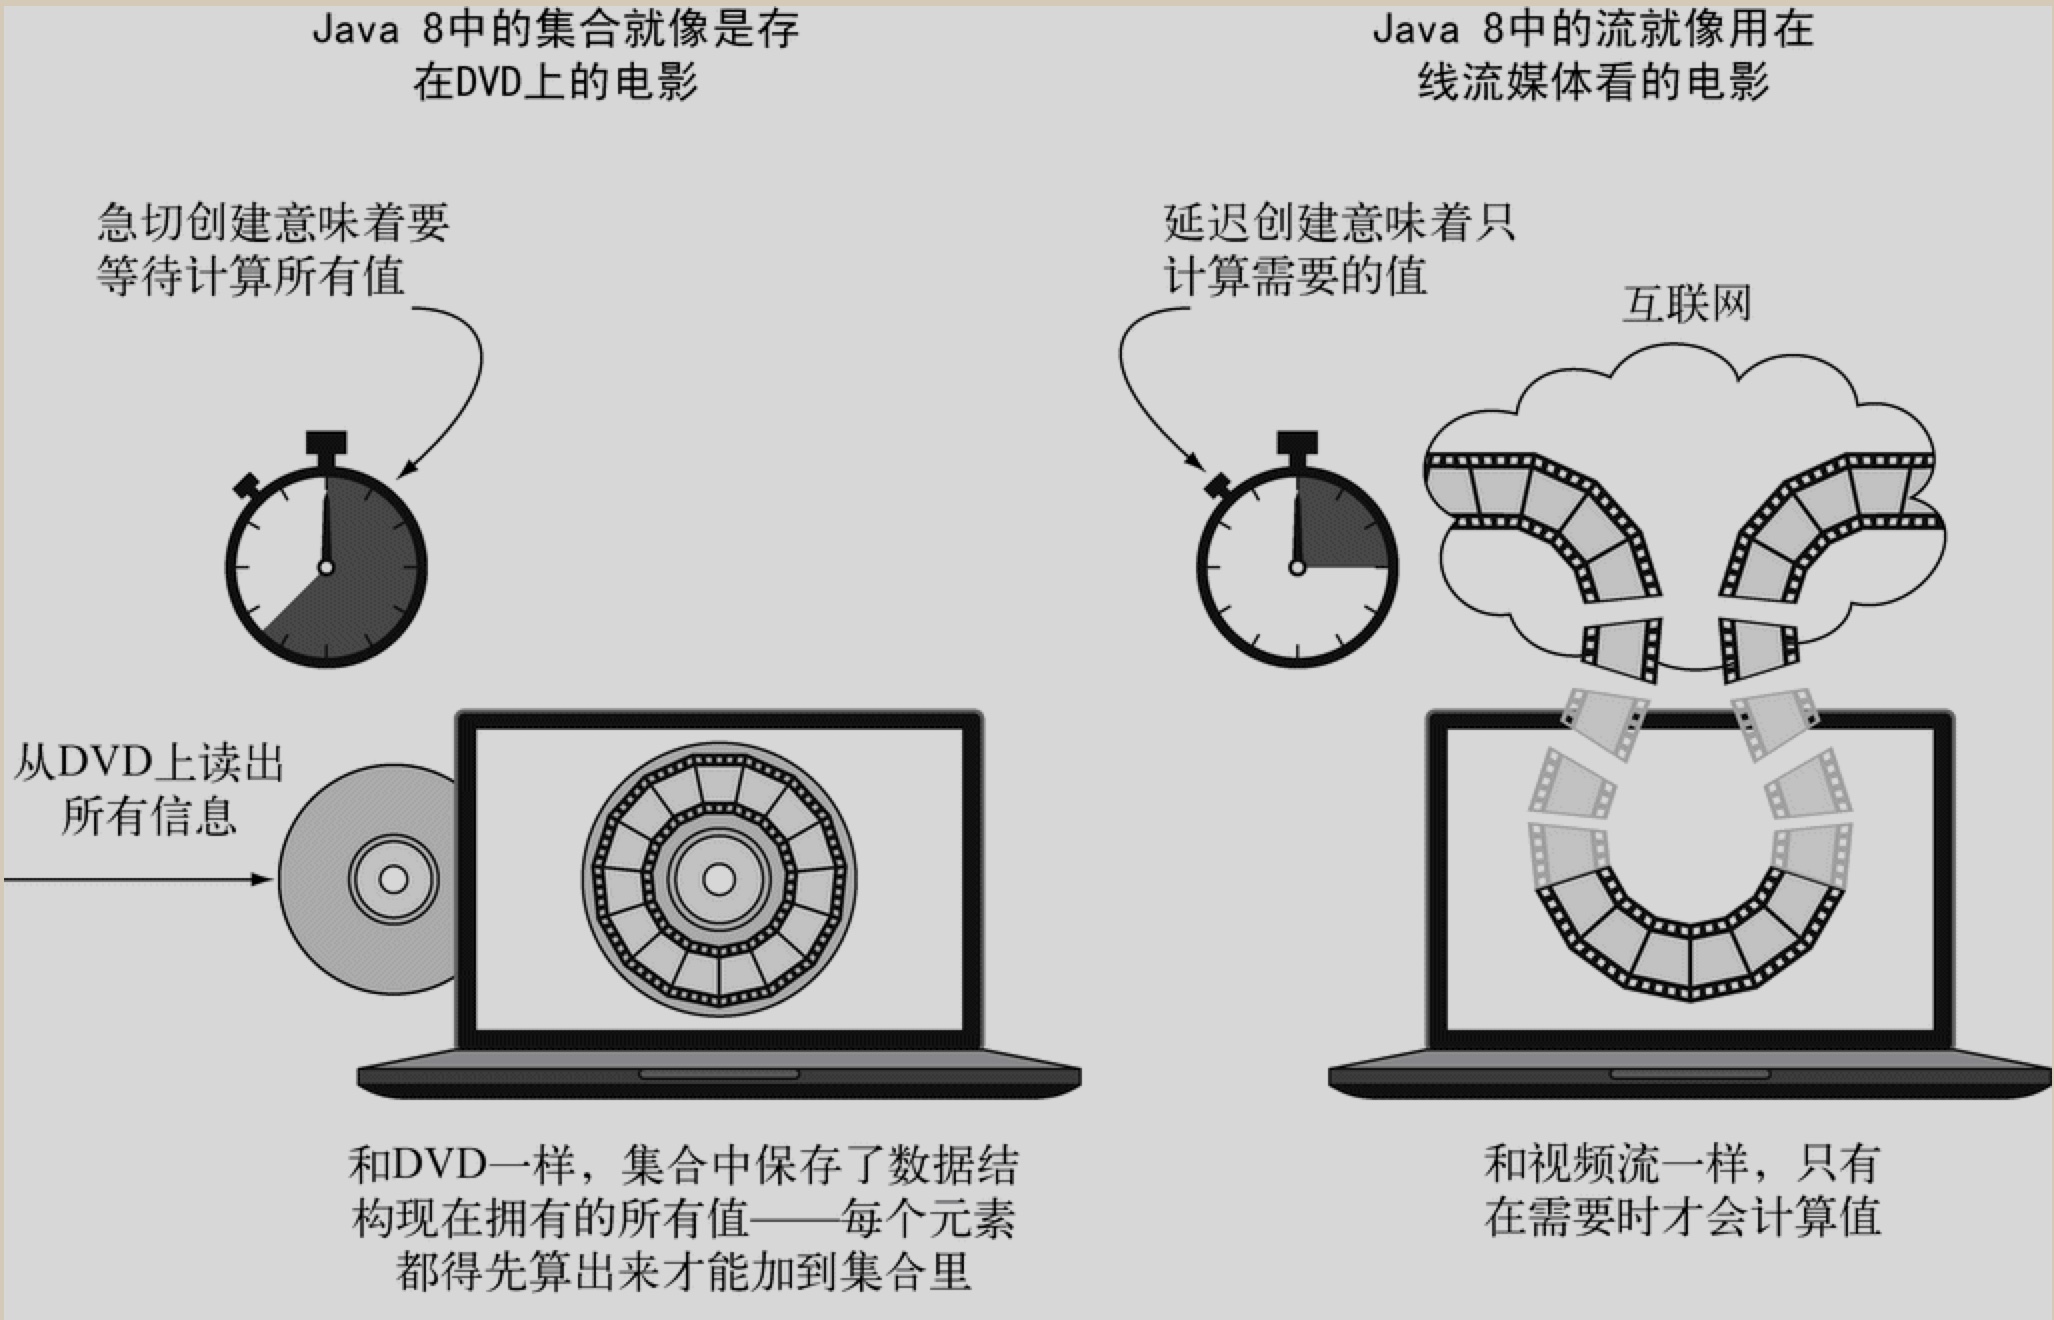 Java 8中的集合就像是存
在DVD上的电影
急切创建意味着要
等待计算所有值
从DVD上读出
所有信息
和DVD一样，集合中保存了数据结
构现在拥有的所有值——每个元素
都得先算出来才能加到集合里
Java 8中的流就像用在
线流媒体看的电影
延迟创建意味着只
计算需要的值
互联网
和视频流一样，只有
在需要时才会计算值